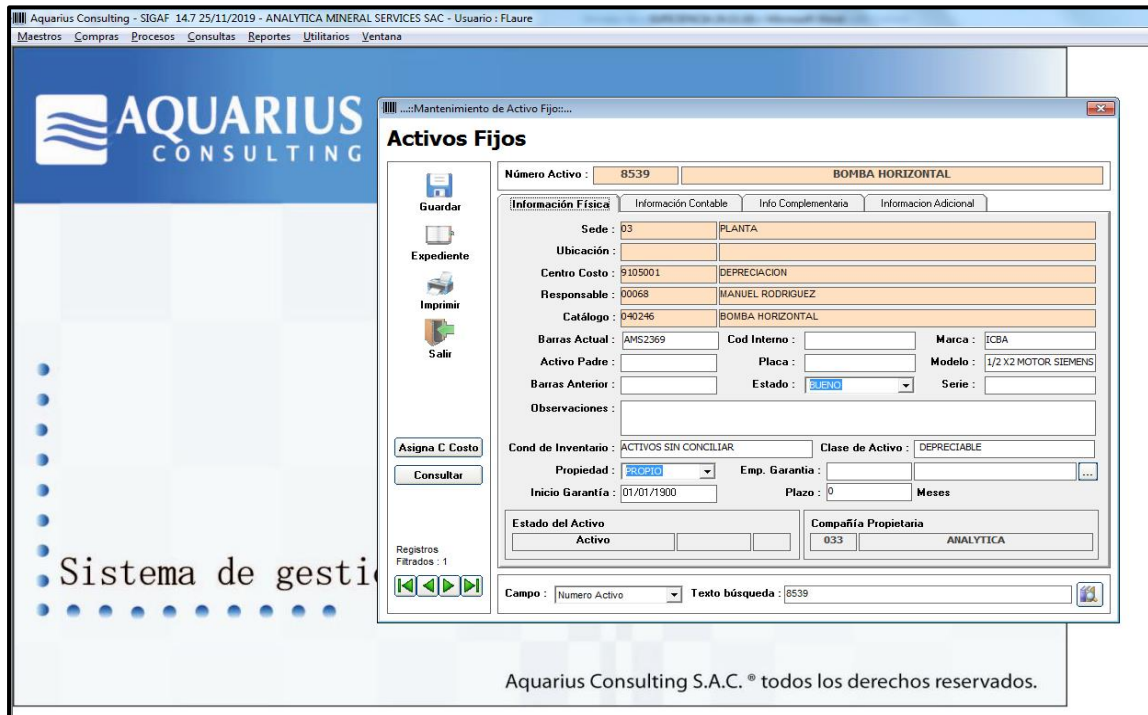 Aquarius Consulting - SIGAF 14.7 25/11/2019 - ANALYTICA MINERAL SERVICES SAC - Usuario : FLaure
Maestros Compras Procesos Consultas Reportes Utilitarios Ventana
AQUARIUS
CONSULTING
...::Mantenimiento de Activo Fijo::...
Activos Fijos
Guardar
Expediente
Imprimir
Salir
Asigna C Costo
Consultar
Registros
Filtrados : 1
Número Activo : 8539 BOMBA HORIZONTAL
Información Física Información Contable Info Complementaria Informacion Adicional
Sede : 03 PLANTA
Ubicación :
Centro Costo : 9105001 DEPRECIACION
Responsable : 00068 MANUEL RODRIGUEZ
Catálogo : 040246 BOMBA HORIZONTAL
Barras Actual : AMS2369 Cod Interno : Marca : ICBA
Activo Padre : Placa : Modelo : 1/2 X2 MOTOR SIEMENS
Barras Anterior : Estado : BUENO Serie :
Observaciones :
Cond de Inventario : ACTIVOS SIN CONCILIAR Clase de Activo : DEPRECIABLE
Propiedad : PROPIO Emp. Garantia : ...
Inicio Garantía : 01/01/1900 Plazo : 0 Meses
Estado del Activo Compañía Propietaria
Activo 033 ANALYTICA
Campo : Numero Activo Texto búsqueda : 8539
Sistema de gesti
Aquarius Consulting S.A.C. ® todos los derechos reservados.